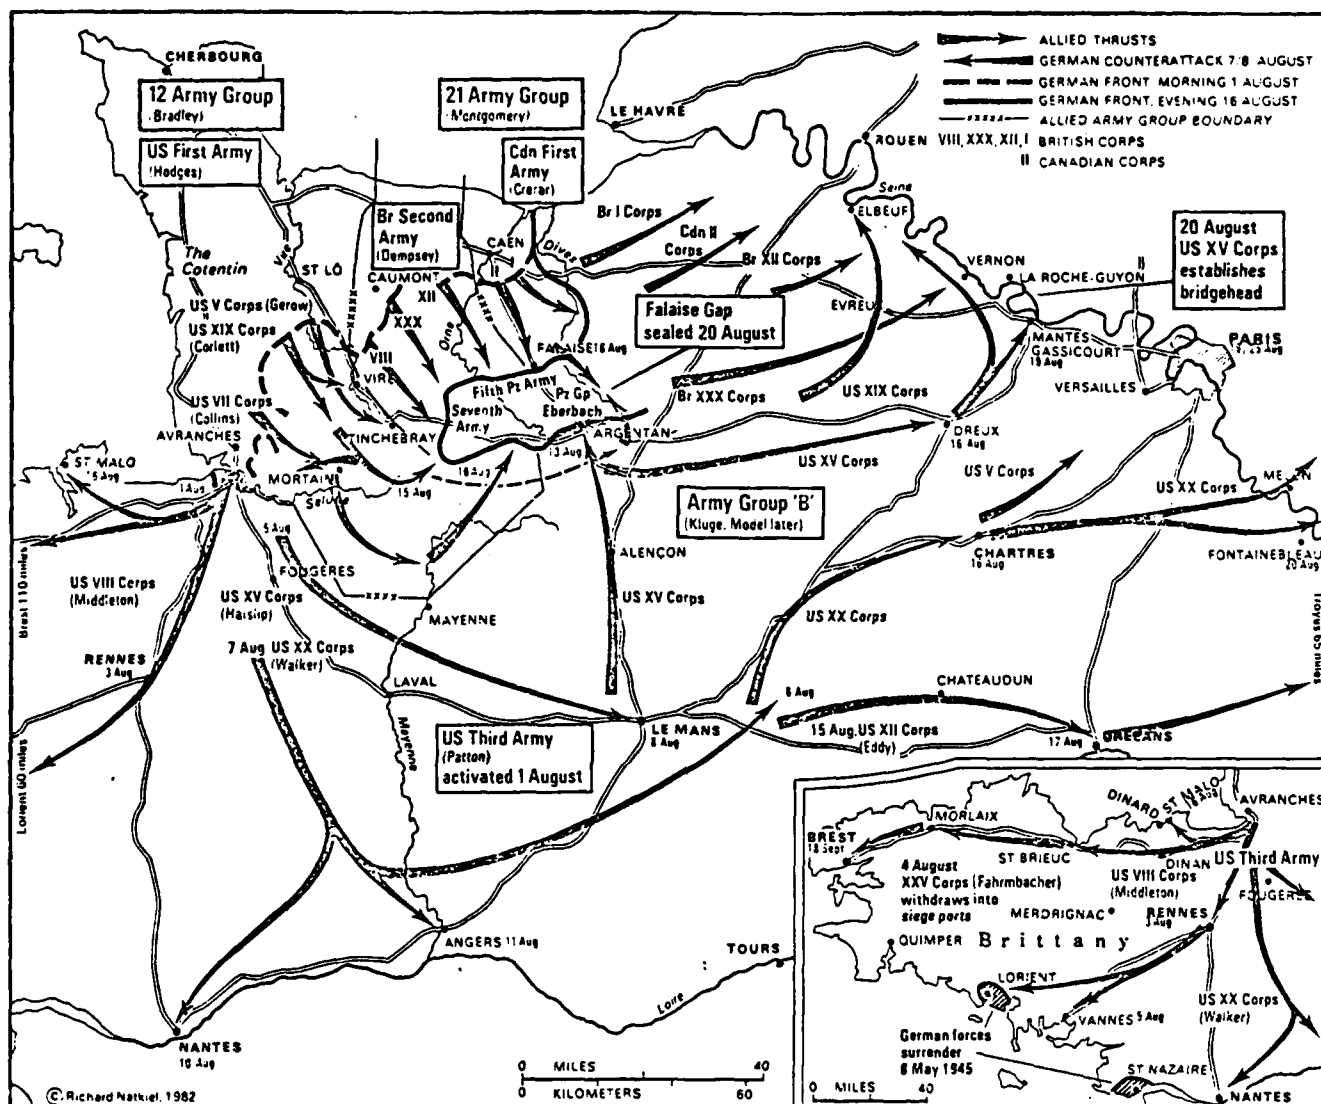 CHERBOURG
12 Army Group
(Bradley)
US First Army
(Hodges)
21 Army Group
(Montgomery)
Cdn First
Army
(Crerar)
Br Second
Army
(Dempsey)
LE HAVRE
ALLIED THRUSTS
GERMAN COUNTERATTACK 7/8 AUGUST
GERMAN FRONT, MORNING 1 AUGUST
GERMAN FRONT, EVENING 16 AUGUST
ALLIED ARMY GROUP BOUNDARY
VIII, XXX, XII, I BRITISH CORPS
II CANADIAN CORPS
ROUEN
Seine
ELBEUF
VERNON
LA ROCHE-GUYON
20 August
US XV Corps
establishes
bridgehead
The
Cotentin
Vire
ST LÔ
CAUMONT
CAEN
II
Dives
Orne
XII
XXX
VIII
xxxx
xxxx
Br I Corps
Cdn II
Corps
Br XII Corps
Falaise Gap
sealed 20 August
EVREUX
MANTES
GASSICOURT
19 Aug
PARIS
VERSAILLES
US V Corps (Gerow)
US XIX Corps
(Corlett)
US VII Corps
(Collins)
VIRE
TINCHEBRAY
FALAISE 16 Aug
Fifth Pz Army
Seventh
Army
Pz Gp
Eberbach
ARGENTAN
13 Aug
16 Aug
15 Aug
Br XXX Corps
US XIX Corps
US XV Corps
DREUX
16 Aug
US V Corps
US XX Corps
AVRANCHES
1 Aug
ST MALO
MORTAIN
Army Group 'B'
(Kluge, Model later)
CHARTRES
16 Aug
FONTAINEBLEAU
20 Aug
Brest 110 miles
US VIII Corps
(Middleton)
5 Aug
FOUGÈRES
US XV Corps
(Haislip)
xxxx
MAYENNE
ALENÇON
US XV Corps
US XX Corps
RENNES
3 Aug
7 Aug US XX Corps
(Walker)
LAVAL
Mayenne
LE MANS
8 Aug
US Third Army
(Patton)
activated 1 August
6 Aug
CHATEAUDUN
15 Aug, US XII Corps
(Eddy)
17 Aug
ORLEANS
Lorient 60 miles
ANGERS 11 Aug
TOURS
Loire
NANTES
0 MILES 40
0 KILOMETERS 60
© Richard Natkiel, 1982
DINARD
ST MALO
AVRANCHES
MORLAIX
BREST
18 Sept
ST BRIEUC
DINAN
US Third Army
US VIII Corps
(Middleton)
FOUGERES
4 August
XXV Corps (Fahrmbacher)
withdraws into
siege ports
MERDRIGNAC
RENNES
3 Aug
QUIMPER
Brittany
LORIENT
VANNES 5 Aug
US XX Corps
(Walker)
German forces
surrender
8 May 1945
ST NAZAIRE
NANTES
0 MILES 40